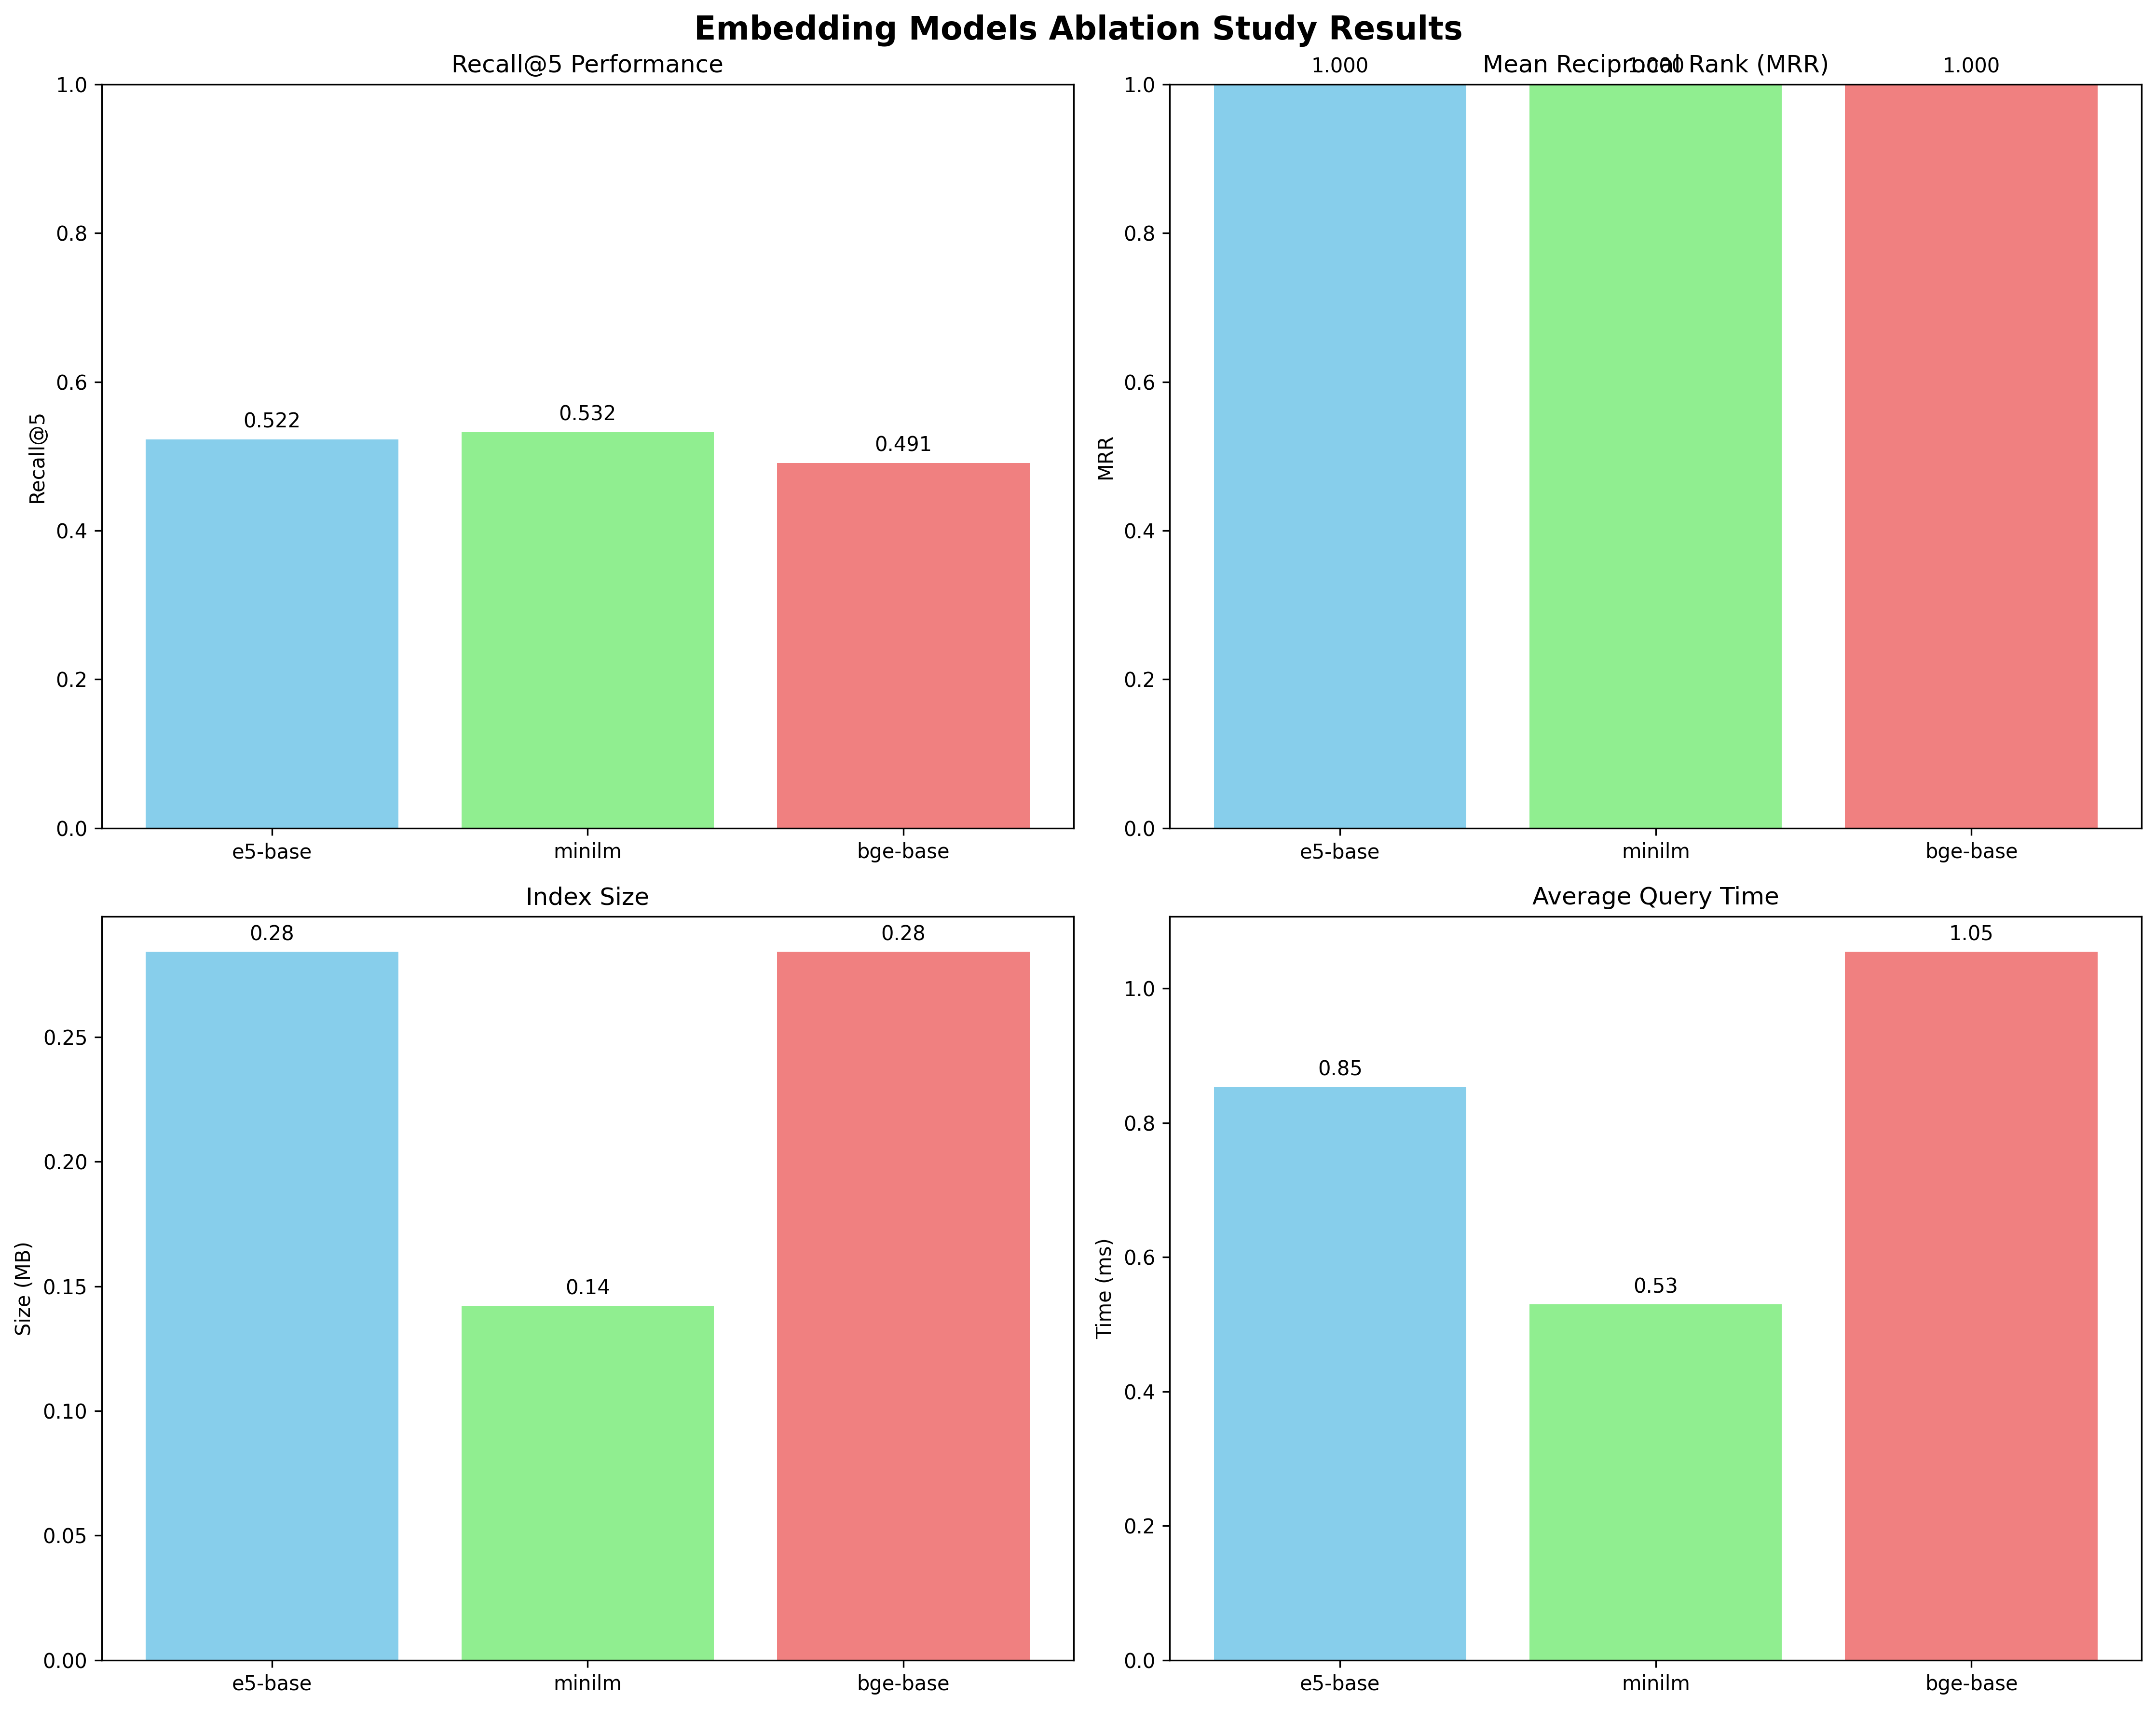 Embedding Models Ablation Study Results
Recall@5 Performance
1.0
0.8
0.6
0.4
0.2
0.0
Recall@5
0.522
0.532
0.491
e5-base
minilm
bge-base
Mean Reciprocal Rank (MRR)
1.000
1.000
1.000
1.0
0.8
0.6
0.4
0.2
0.0
MRR
e5-base
minilm
bge-base
Index Size
0.25
0.20
0.15
0.10
0.05
0.00
Size (MB)
0.28
0.14
0.28
e5-base
minilm
bge-base
Average Query Time
1.0
0.8
0.6
0.4
0.2
0.0
Time (ms)
0.85
0.53
1.05
e5-base
minilm
bge-base